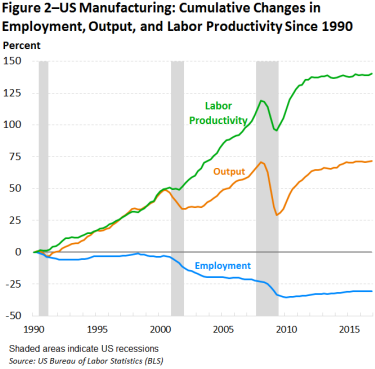 Figure 2–US Manufacturing: Cumulative Changes in
Employment, Output, and Labor Productivity Since 1990
Percent
150
125
100
75
50
25
0
-25
-50
Labor
Productivity
Output
Employment
1990 1995 2000 2005 2010 2015
Shaded areas indicate US recessions
Source: US Bureau of Labor Statistics (BLS)